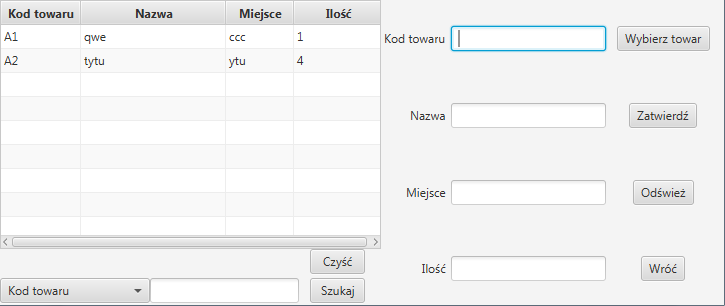 Kod towaru Nazwa Miejsce Ilość
A1 qwe ccc 1
A2 tytu ytu 4
Kod towaru Wybierz towar
Nazwa Zatwierdź
Miejsce Odśwież
Ilość Wróć
Czyść
Kod towaru Szukaj